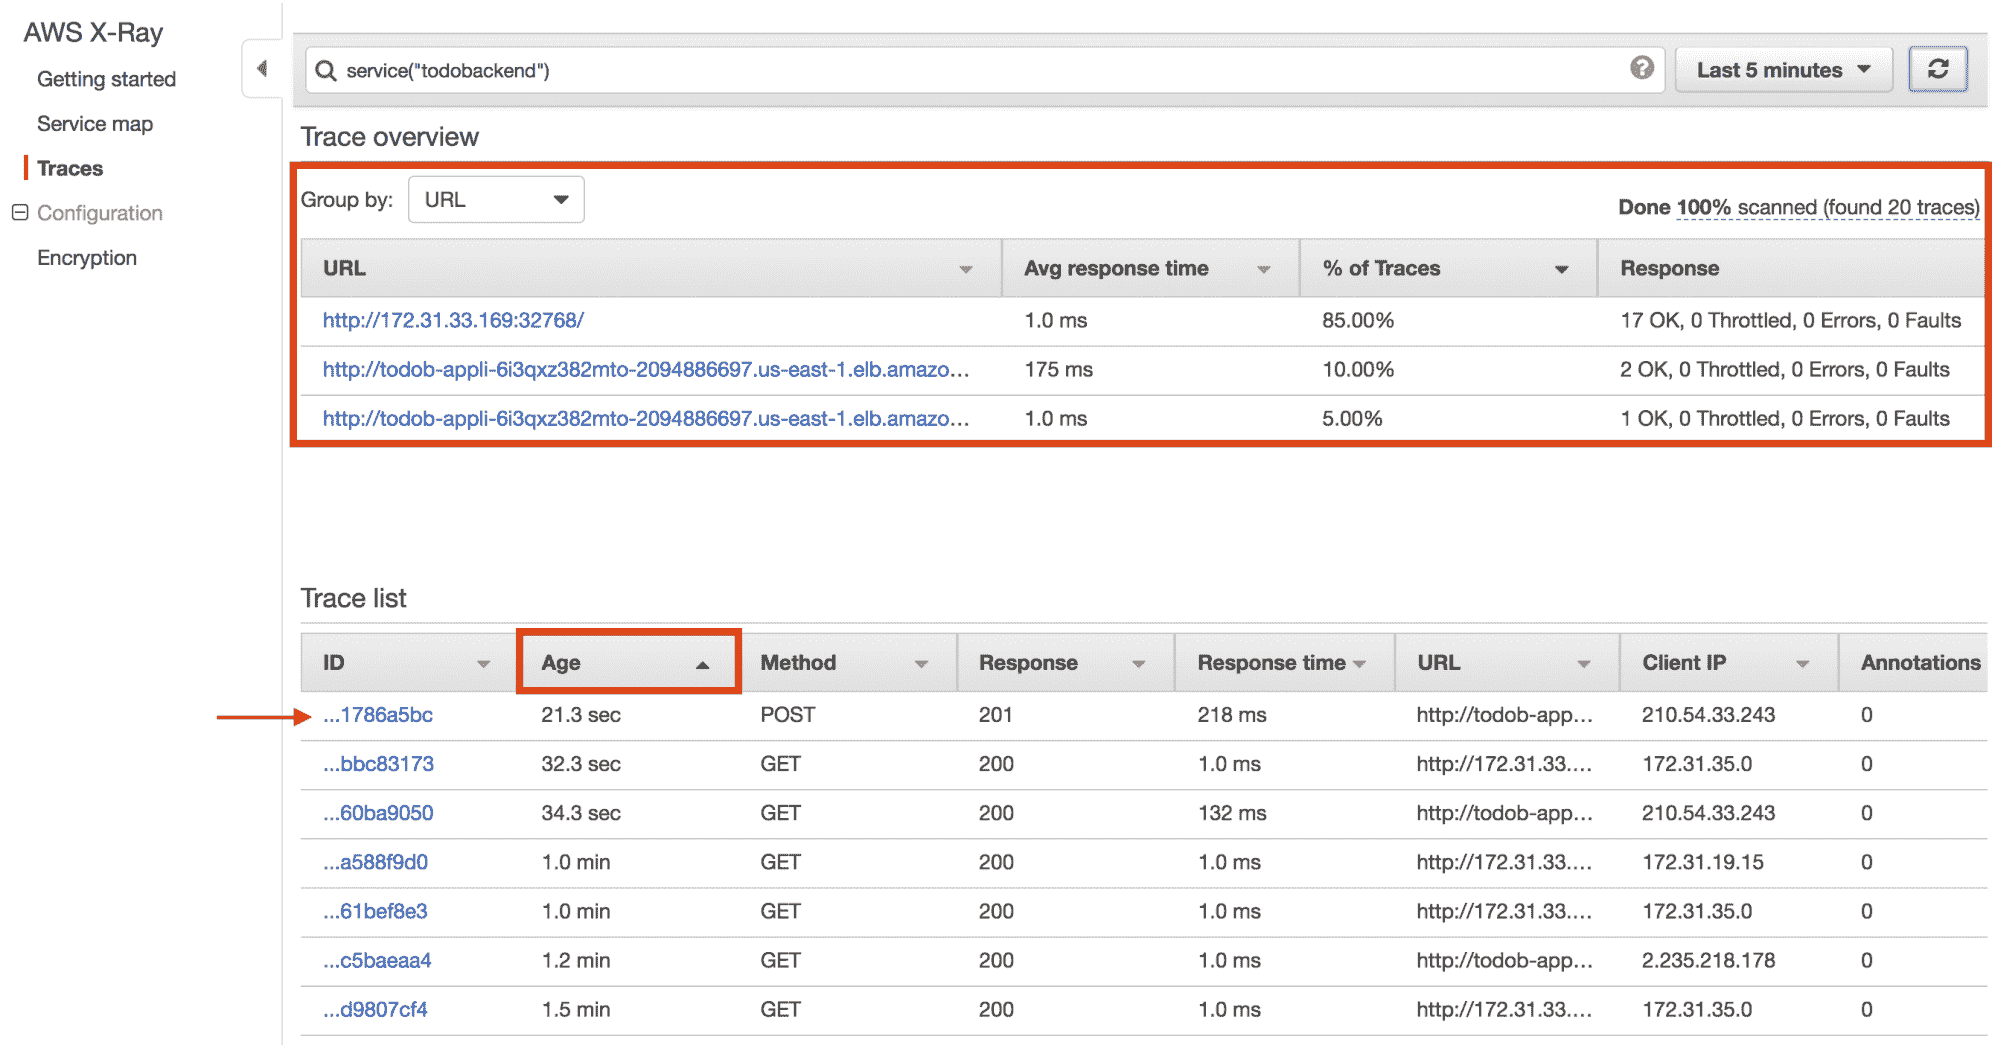 AWS X-Ray
Getting started
Service map
Traces
Configuration
Encryption
service("todobackend")
Last 5 minutes
Trace overview
Group by: URL
Done 100% scanned (found 20 traces)
URL Avg response time % of Traces Response
http://172.31.33.169:32768/ 1.0 ms 85.00% 17 OK, 0 Throttled, 0 Errors, 0 Faults
http://todob-appli-6i3qxz382mto-2094886697.us-east-1.elb.amazo... 175 ms 10.00% 2 OK, 0 Throttled, 0 Errors, 0 Faults
http://todob-appli-6i3qxz382mto-2094886697.us-east-1.elb.amazo... 1.0 ms 5.00% 1 OK, 0 Throttled, 0 Errors, 0 Faults
Trace list
ID Age Method Response Response time URL Client IP Annotations
...1786a5bc 21.3 sec POST 201 218 ms http://todob-app... 210.54.33.243 0
...bbc83173 32.3 sec GET 200 1.0 ms http://172.31.33.... 172.31.35.0 0
...60ba9050 34.3 sec GET 200 132 ms http://todob-app... 210.54.33.243 0
...a588f9d0 1.0 min GET 200 1.0 ms http://172.31.33.... 172.31.19.15 0
...61bef8e3 1.0 min GET 200 1.0 ms http://172.31.33.... 172.31.35.0 0
...c5baeaa4 1.2 min GET 200 1.0 ms http://todob-app... 2.235.218.178 0
...d9807cf4 1.5 min GET 200 1.0 ms http://172.31.33.... 172.31.35.0 0